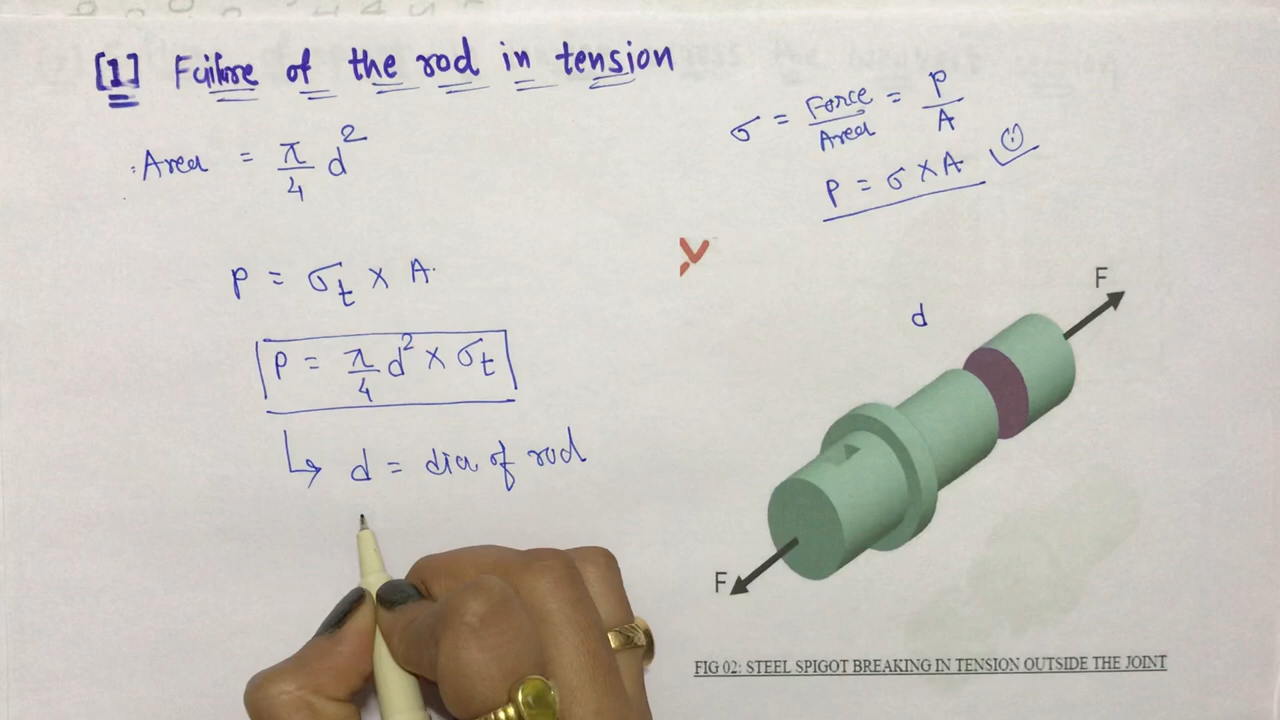 [1] Failure of the rod in tension
Area = π/4 d²
σ = Force/Area = P/A
P = σ × A
P = σt × A.
P = π/4 d² × σt
↳ d = dia of rod
d
F
F
FIG 02: STEEL SPIGOT BREAKING IN TENSION OUTSIDE THE JOINT